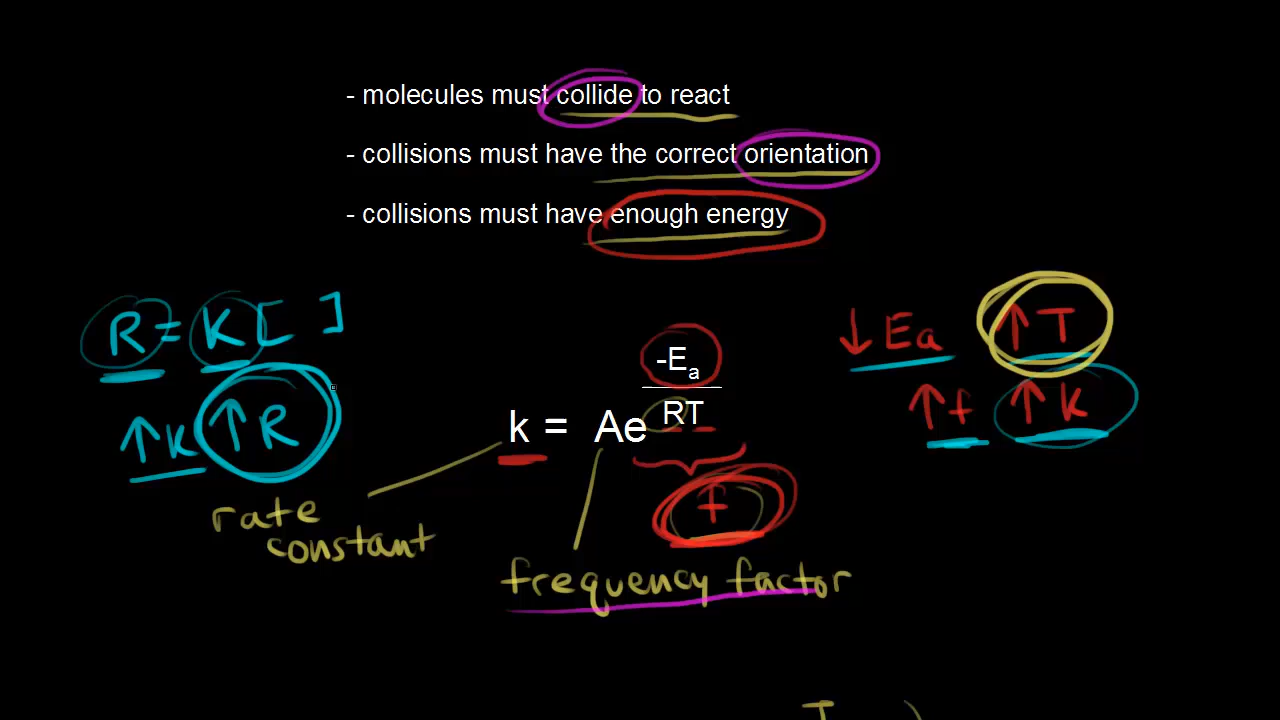 - molecules must collide to react
- collisions must have the correct orientation
- collisions must have enough energy
R = K [ ]
↑k ↑R
k = Ae^(-Ea/RT)
f
↓Ea ↑T
↑f ↑k
rate
constant
frequency factor